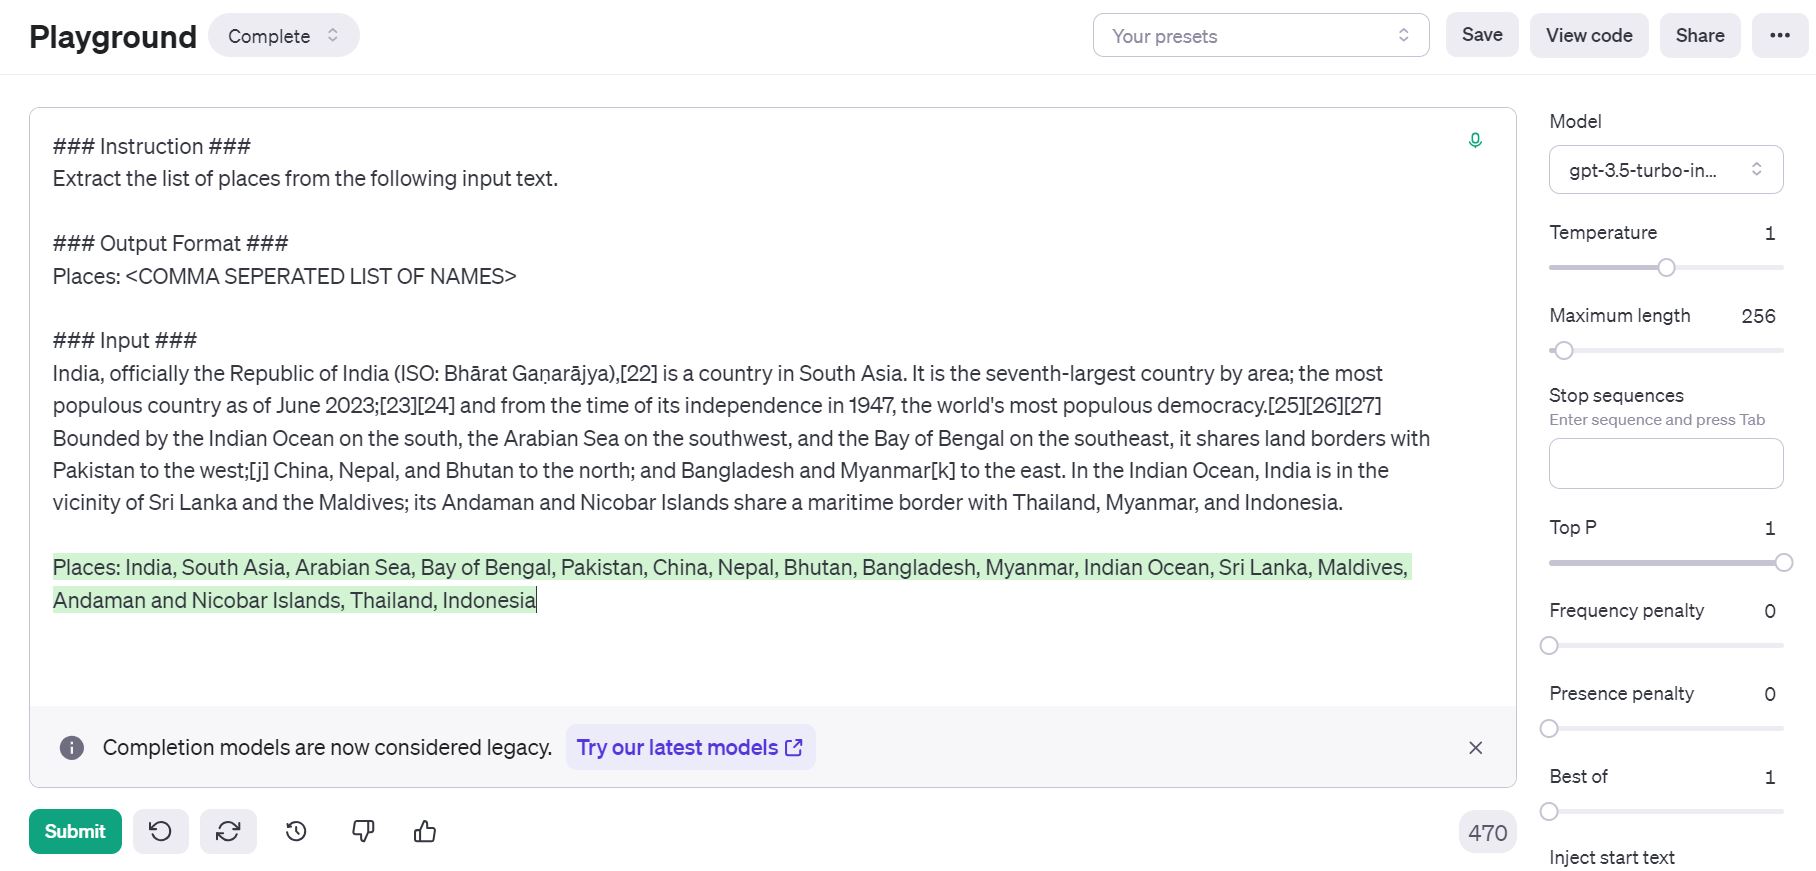 Playground
Complete
Your presets
Save
View code
Share
### Instruction ###
Extract the list of places from the following input text.
### Output Format ###
Places: <COMMA SEPERATED LIST OF NAMES>
### Input ###
India, officially the Republic of India (ISO: Bhārat Gaṇarājya),[22] is a country in South Asia. It is the seventh-largest country by area; the most
populous country as of June 2023;[23][24] and from the time of its independence in 1947, the world's most populous democracy.[25][26][27]
Bounded by the Indian Ocean on the south, the Arabian Sea on the southwest, and the Bay of Bengal on the southeast, it shares land borders with
Pakistan to the west;[j] China, Nepal, and Bhutan to the north; and Bangladesh and Myanmar[k] to the east. In the Indian Ocean, India is in the
vicinity of Sri Lanka and the Maldives; its Andaman and Nicobar Islands share a maritime border with Thailand, Myanmar, and Indonesia.
Places: India, South Asia, Arabian Sea, Bay of Bengal, Pakistan, China, Nepal, Bhutan, Bangladesh, Myanmar, Indian Ocean, Sri Lanka, Maldives,
Andaman and Nicobar Islands, Thailand, Indonesia
Completion models are now considered legacy.
Try our latest models
Submit
470
Model
gpt-3.5-turbo-in...
Temperature
1
Maximum length
256
Stop sequences
Enter sequence and press Tab
Top P
1
Frequency penalty
0
Presence penalty
0
Best of
1
Inject start text